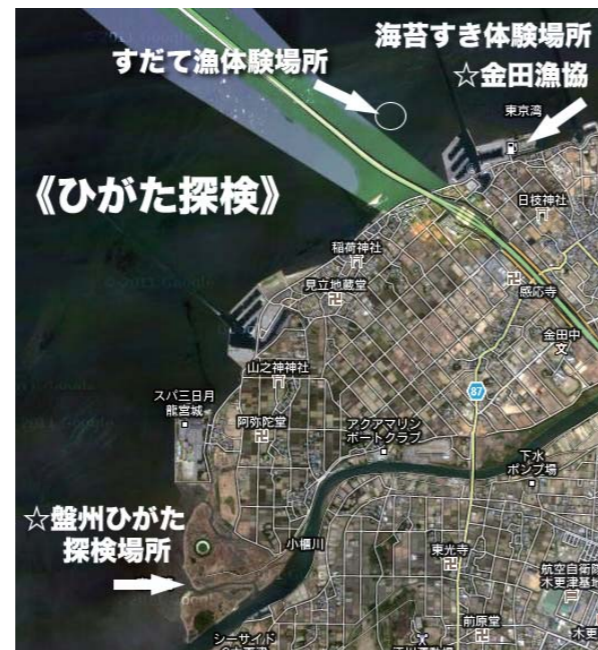 海苔すき体験場所
すだて漁体験場所
☆金田漁協
東京湾
《ひがた探検》
日枝神社
稲荷神社
見立地蔵堂
感応寺
金田中
文
山之神神社
87
スパ三日月
龍宮城
阿弥陀堂
アクアマリン
ボートクラブ
下水
ポンプ場
☆盤州ひがた
探検場所
小櫃川
東光寺
航空自衛隊
木更津基地
前原堂
木更
シーサイド